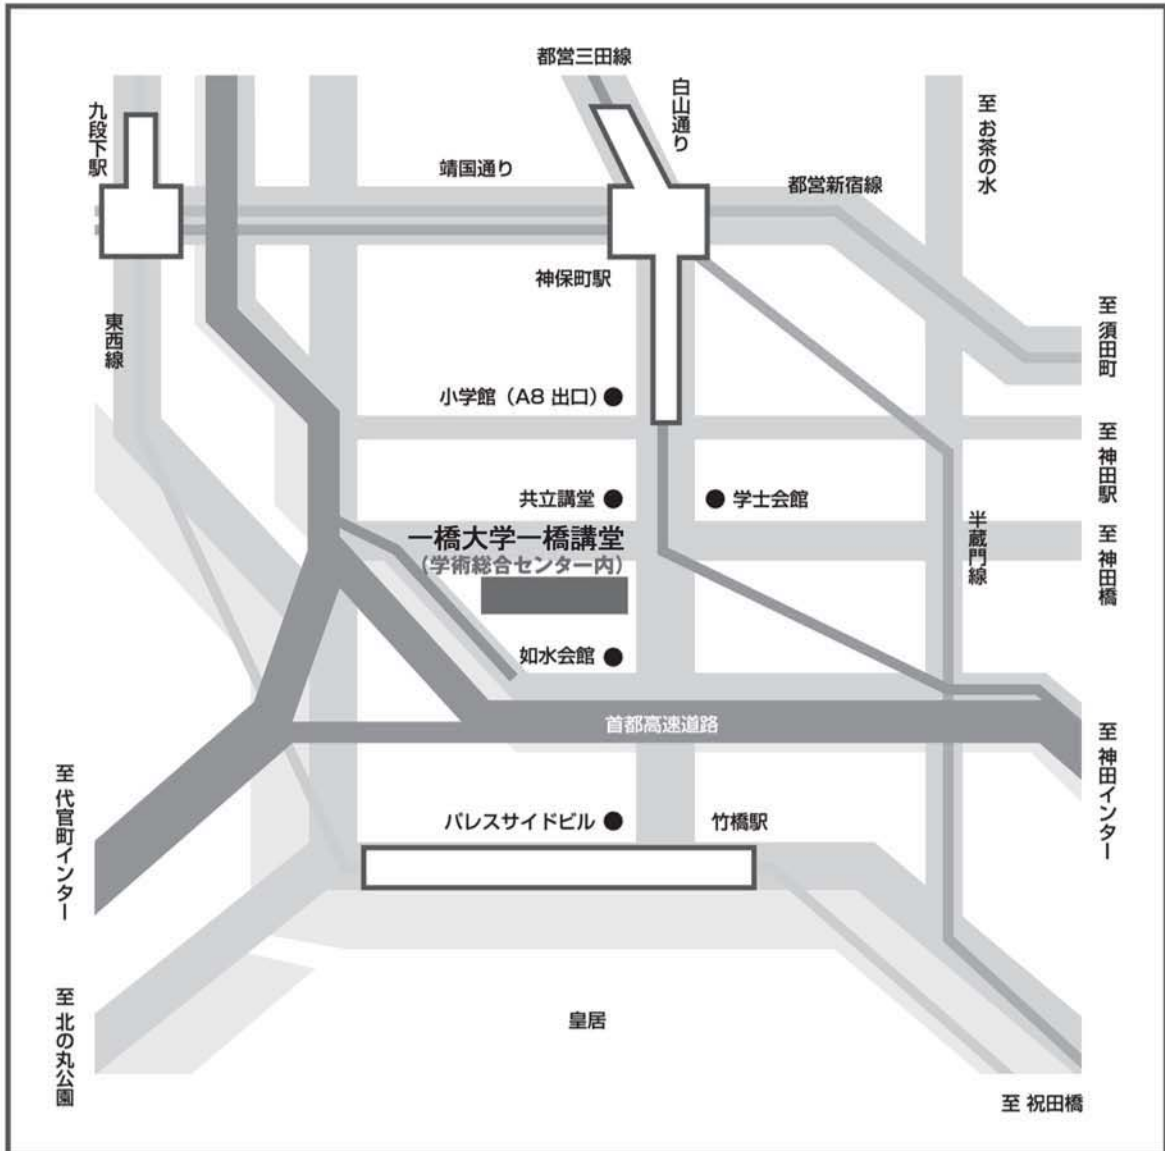 都営三田線
白山通り
九段下駅
至 お茶の水
靖国通り
都営新宿線
神保町駅
東西線
至 須田町
小学館（A8 出口）
至 神田駅
共立講堂
学士会館
一橋大学一橋講堂
（学術総合センター内）
半蔵門線
至 神田橋
如水会館
首都高速道路
至 神田インター
至 代官町インター
パレスサイドビル
竹橋駅
至 北の丸公園
皇居
至 祝田橋